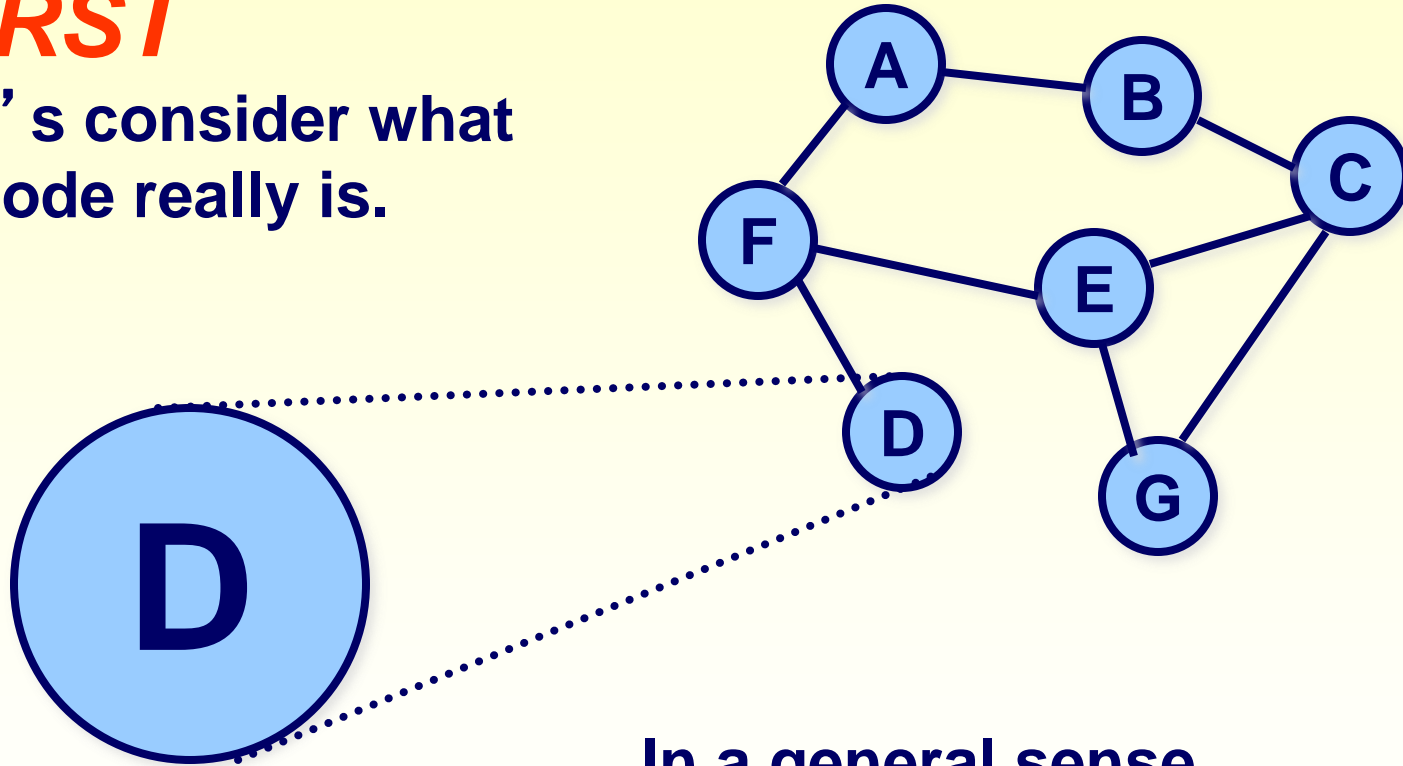 RST
’s consider what
ode really is.
A
B
C
F
E
D
G
D
In a general sense